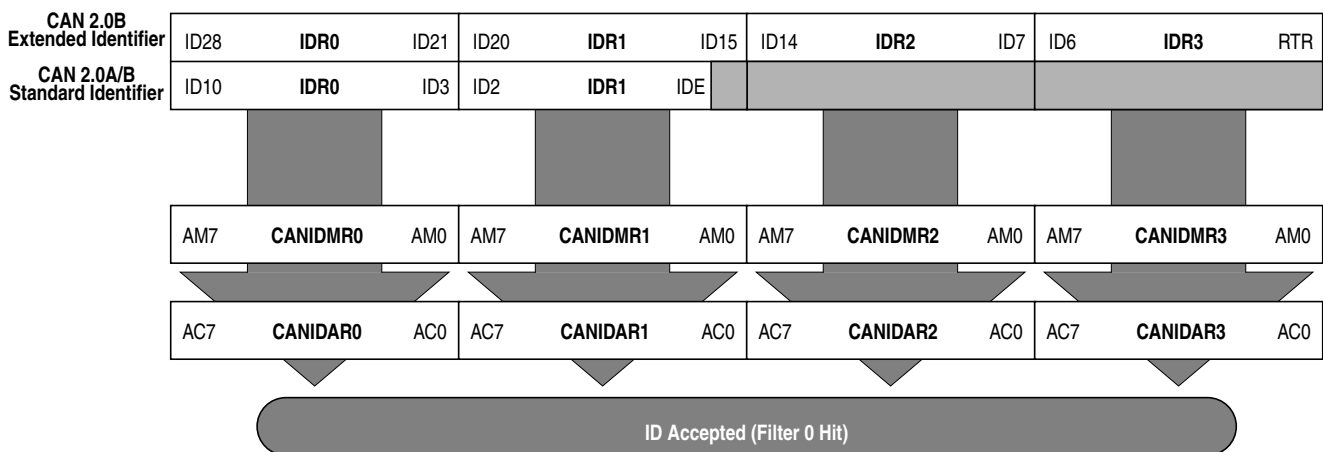 CAN 2.0B
Extended Identifier
ID28 IDR0 ID21 ID20 IDR1 ID15 ID14 IDR2 ID7 ID6 IDR3 RTR
CAN 2.0A/B
Standard Identifier
ID10 IDR0 ID3 ID2 IDR1 IDE
AM7 CANIDMR0 AM0 AM7 CANIDMR1 AM0 AM7 CANIDMR2 AM0 AM7 CANIDMR3 AM0
AC7 CANIDAR0 AC0 AC7 CANIDAR1 AC0 AC7 CANIDAR2 AC0 AC7 CANIDAR3 AC0
ID Accepted (Filter 0 Hit)